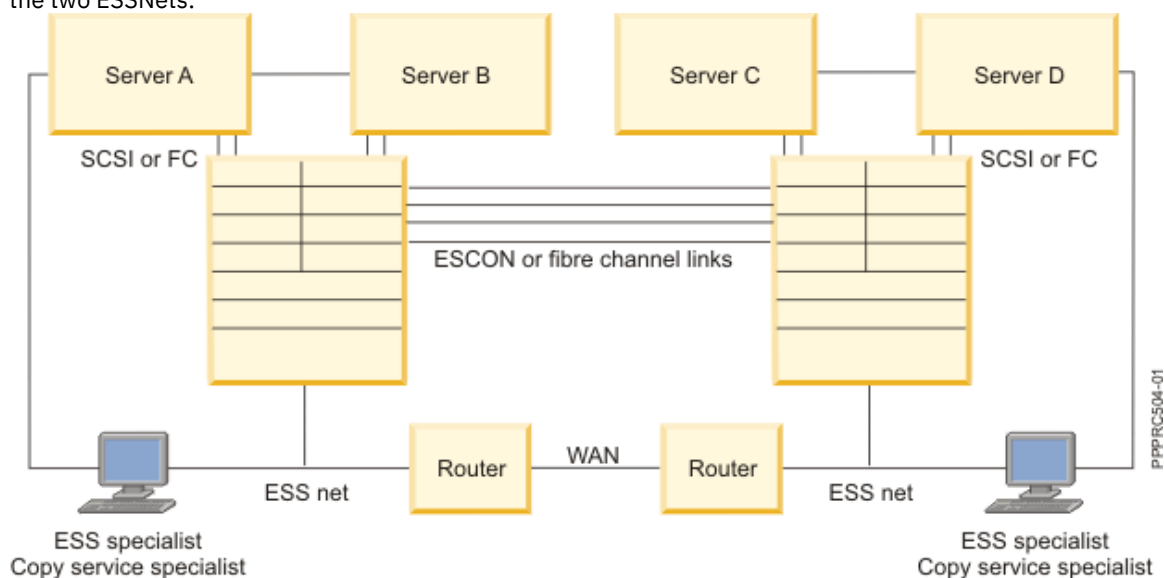 the two ESSNets.
Server A
Server B
Server C
Server D
SCSI or FC
SCSI or FC
ESCON or fibre channel links
PPPRC504-01
Router
WAN
Router
ESS net
ESS net
ESS specialist
Copy service specialist
ESS specialist
Copy service specialist